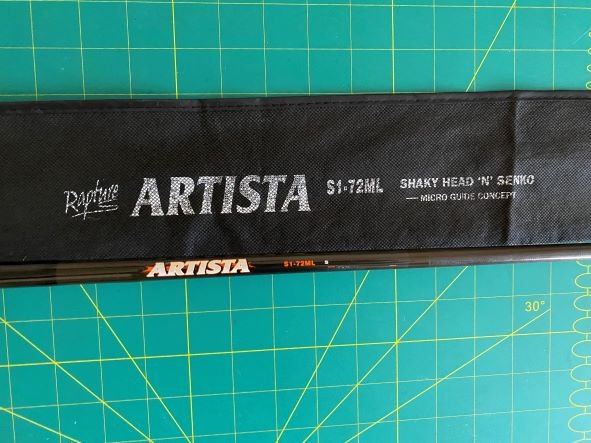 Rapture ARTISTA S1-72ML SHAKY HEAD 'N' SENKO
— MICRO GUIDE CONCEPT
ARTISTA S1-72ML
30°